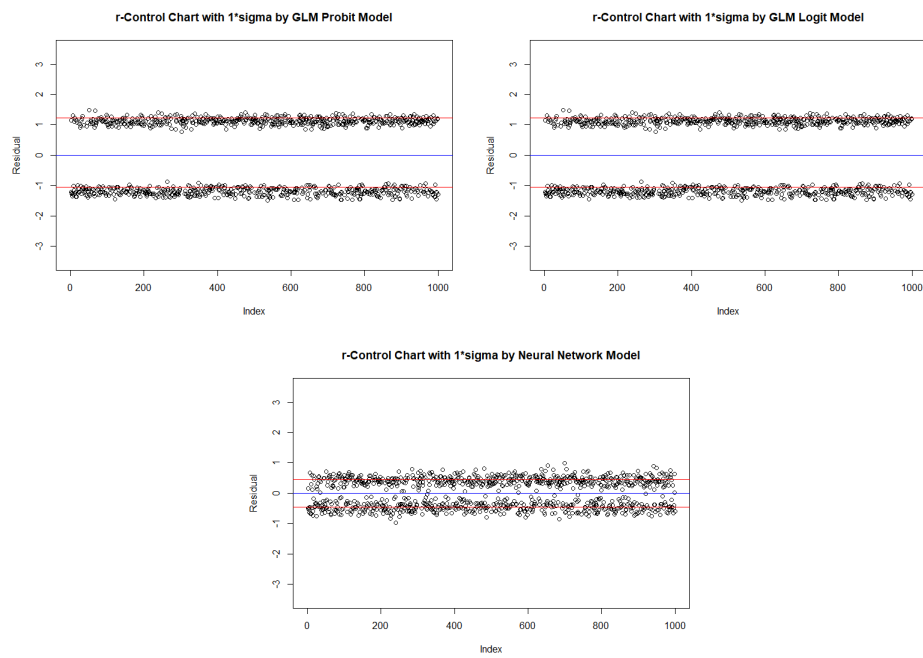 r-Control Chart with 1*sigma by GLM Probit Model
3
2
1
0
-1
-2
-3
Residual
0 200 400 600 800 1000
Index
r-Control Chart with 1*sigma by GLM Logit Model
3
2
1
0
-1
-2
-3
Residual
0 200 400 600 800 1000
Index
r-Control Chart with 1*sigma by Neural Network Model
3
2
1
0
-1
-2
-3
Residual
0 200 400 600 800 1000
Index